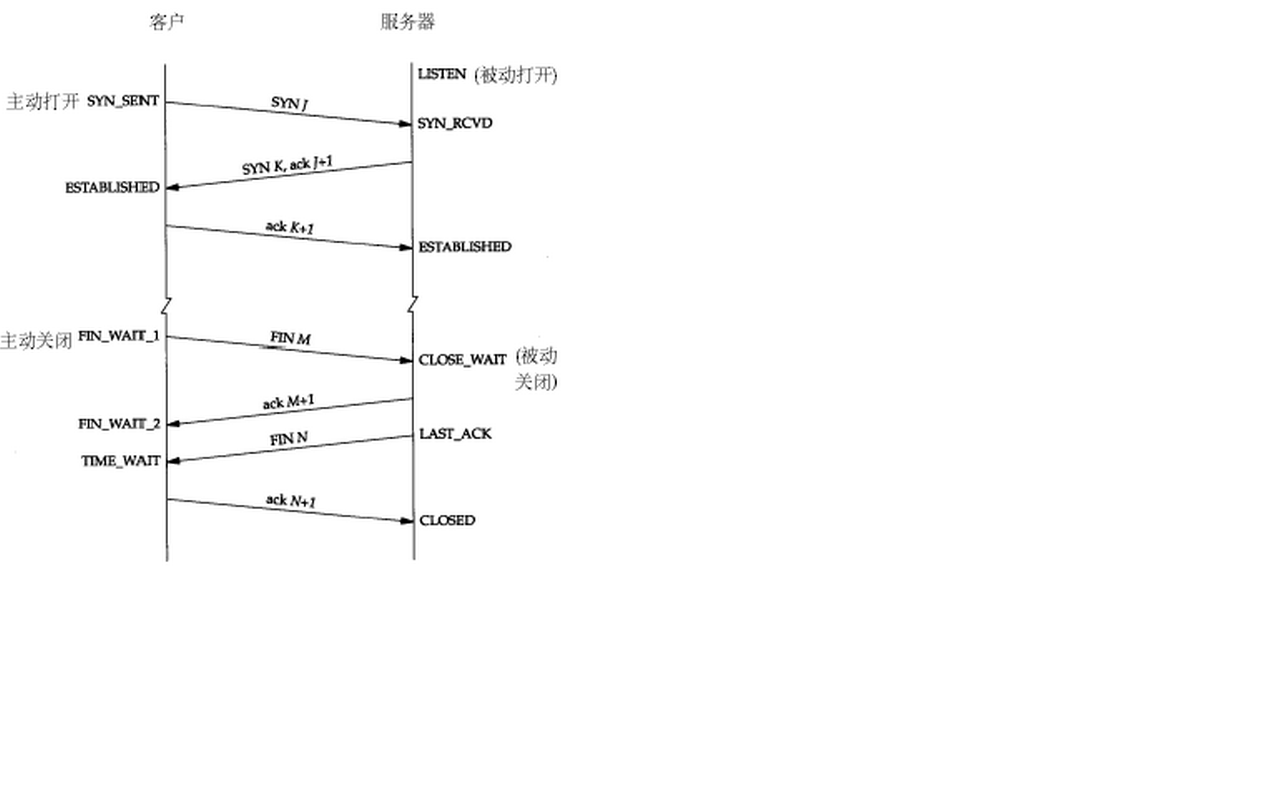 客户 服务器
LISTEN (被动打开)
主动打开 SYN_SENT
SYN J
SYN_RCVD
SYN K, ack J+1
ESTABLISHED
ack K+1
ESTABLISHED
主动关闭 FIN_WAIT_1
FIN M
CLOSE_WAIT (被动
关闭)
ack M+1
FIN_WAIT_2
FIN N
LAST_ACK
TIME_WAIT
ack N+1
CLOSED